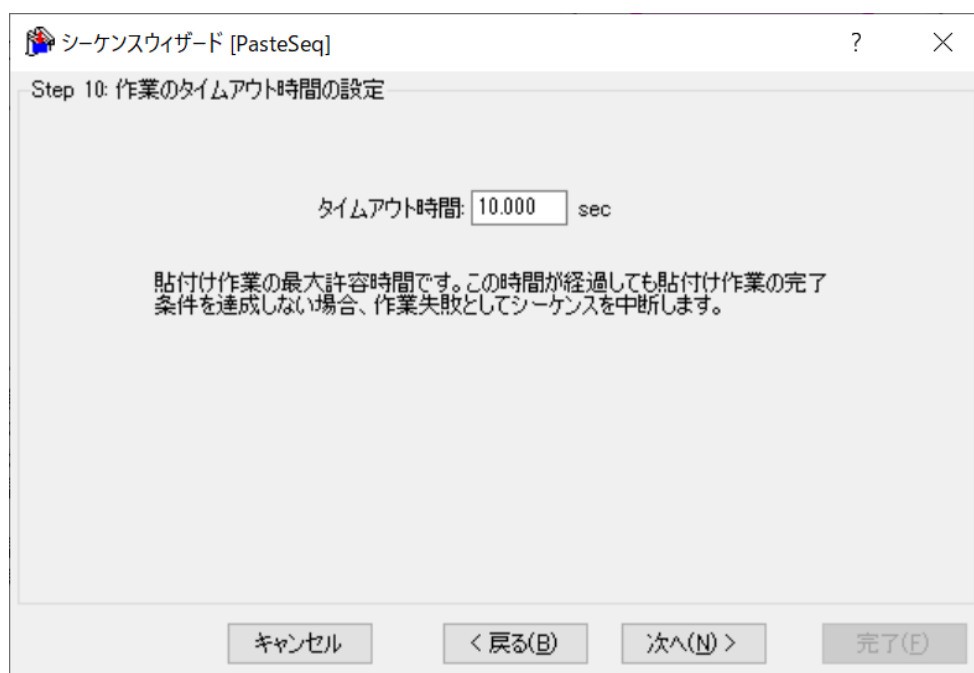 シーケンスウィザード [PasteSeq]
Step 10: 作業のタイムアウト時間の設定
タイムアウト時間: 10.000 sec
貼付け作業の最大許容時間です。この時間が経過しても貼付け作業の完了
条件を達成しない場合、作業失敗としてシーケンスを中断します。
キャンセル < 戻る(B) 次へ(N) > 完了(F)